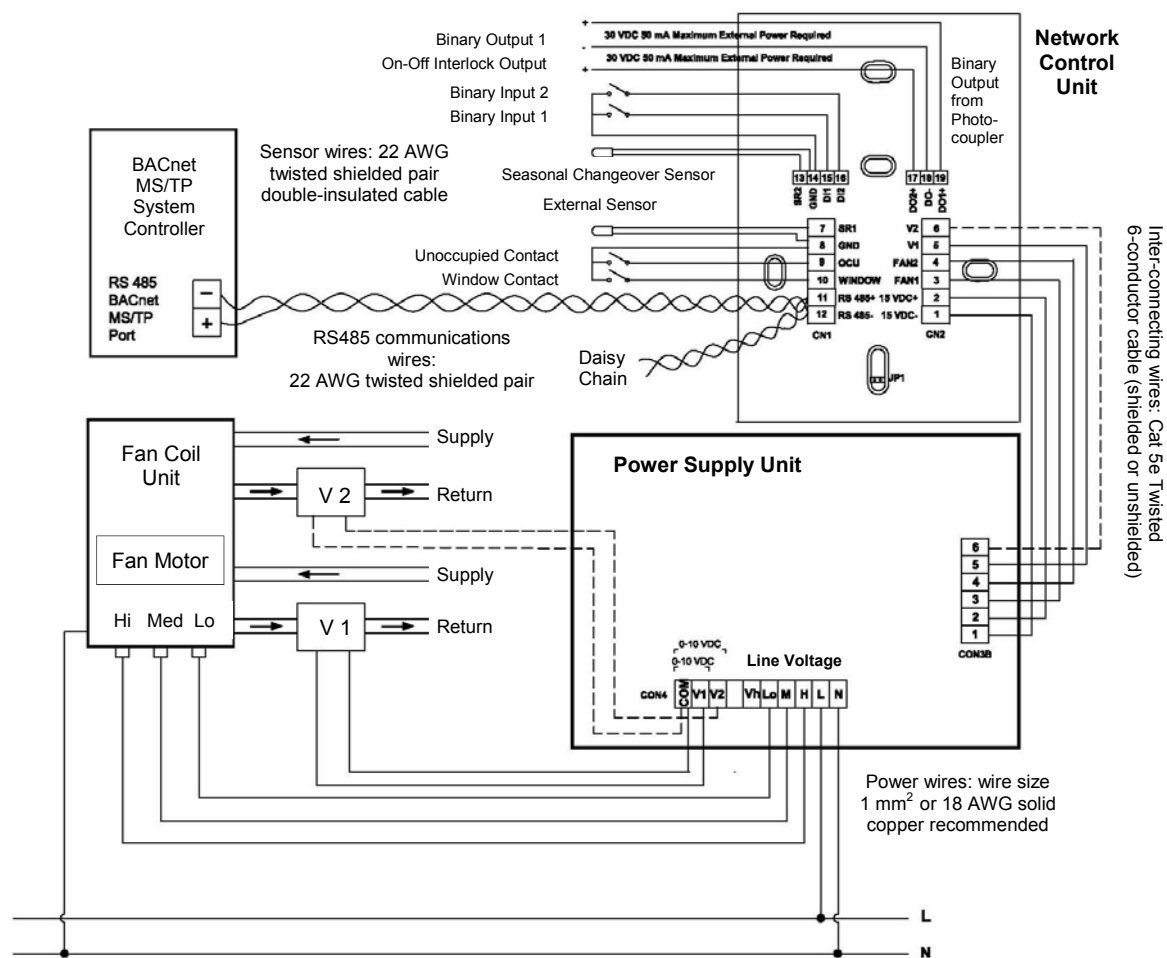 Network
Control
Unit
Binary Output 1
On-Off Interlock Output
Binary Input 2
Binary Input 1
+
30 VDC 50 mA Maximum External Power Required
-
30 VDC 50 mA Maximum External Power Required
+
Binary
Output
from
Photo-
coupler
BACnet
MS/TP
System
Controller
RS 485
BACnet
MS/TP
Port
−
+
Sensor wires: 22 AWG
twisted shielded pair
double-insulated cable
Seasonal Changeover Sensor
External Sensor
Unoccupied Contact
Window Contact
13 14 15 16
SR2
GND
DI1
DI2
17 18 19
DO2+
DO-
DO1+
7 SR1
8 GND
9 OCU
10 WINDOW
11 RS 485+
12 RS 485-
CN1
V2 6
V1 5
FAN2 4
FAN1 3
15 VDC+ 2
15 VDC- 1
CN2
JP1
RS485 communications
wires:
22 AWG twisted shielded pair
Daisy
Chain
Inter-connecting wires: Cat 5e Twisted
6-conductor cable (shielded or unshielded)
Fan Coil
Unit
Fan Motor
Hi Med Lo
Supply
V 2
Return
Supply
V 1
Return
Power Supply Unit
6
5
4
3
2
1
CON3B
0-10 VDC
0-10 VDC
Line Voltage
CON4
COM V1 V2 Vh Lo M H L N
Power wires: wire size
1 mm² or 18 AWG solid
copper recommended
L
N